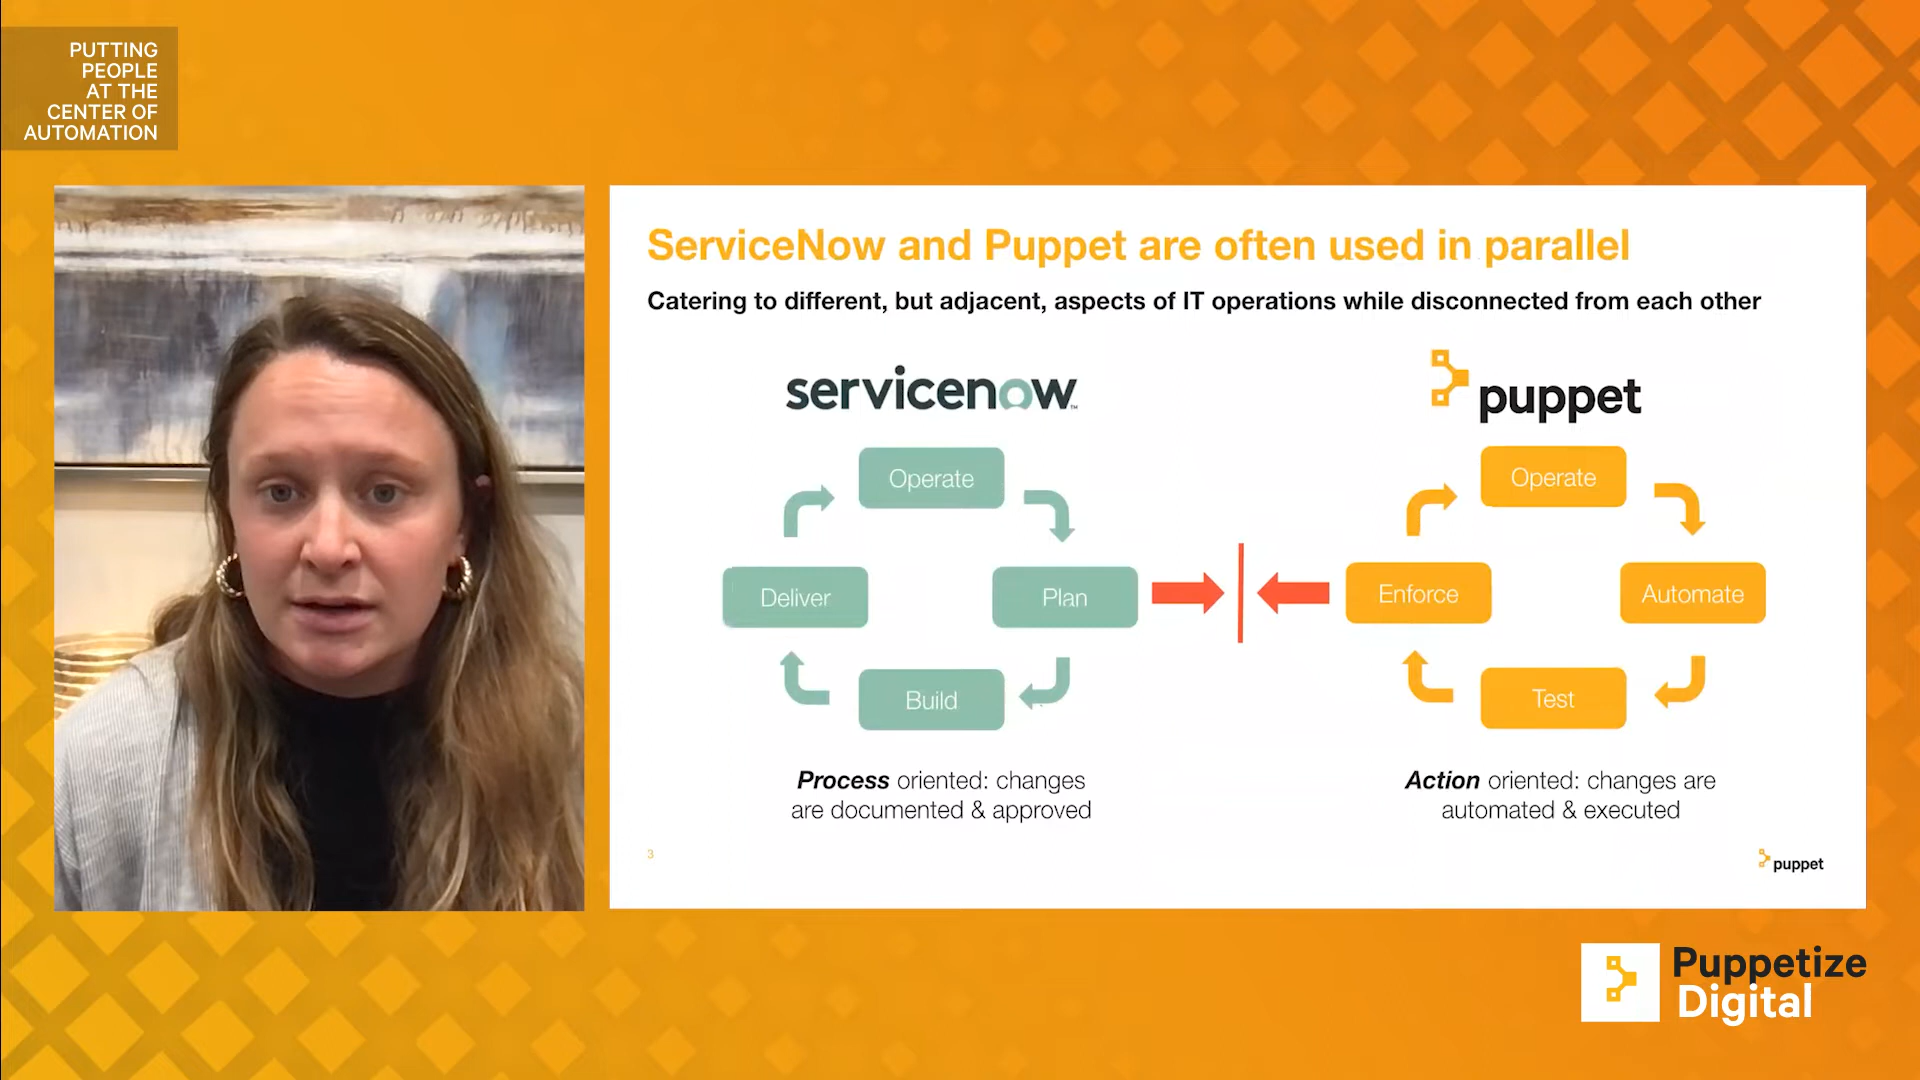 PUTTING
PEOPLE
AT THE
CENTER OF
AUTOMATION
ServiceNow and Puppet are often used in parallel
Catering to different, but adjacent, aspects of IT operations while disconnected from each other
servicenow™
Operate
Deliver
Plan
Build
Process oriented: changes
are documented & approved
puppet
Operate
Enforce
Automate
Test
Action oriented: changes are
automated & executed
3
puppet
Puppetize
Digital